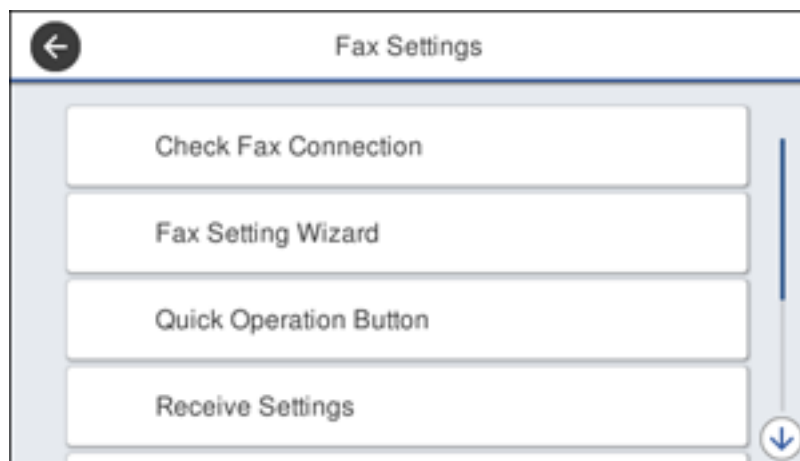 Fax Settings
Check Fax Connection
Fax Setting Wizard
Quick Operation Button
Receive Settings